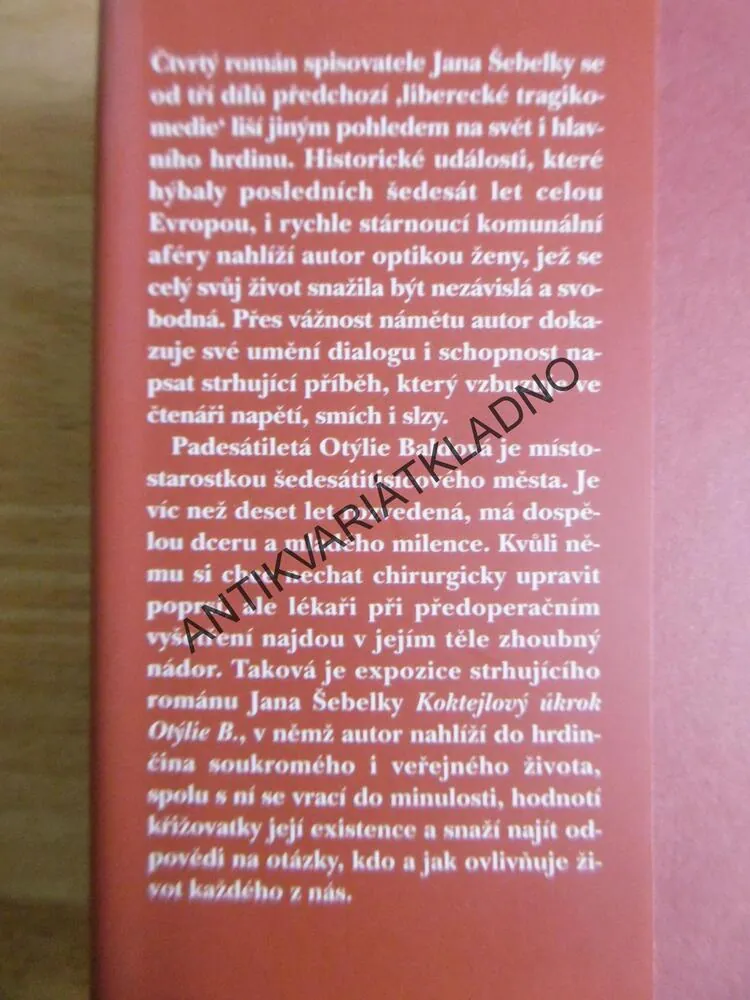 Čtvrtý román spisovatele Jana Šebelky se
od tří dílů předchozí ‚liberecké tragiko-
medie‘ liší jiným pohledem na svět i hlav-
ního hrdinu. Historické události, které
hýbaly posledních šedesát let celou
Evropou, i rychle stárnoucí komunální
aféry nahlíží autor optikou ženy, jež se
celý svůj život snažila být nezávislá a svo-
bodná. Přes vážnost námětu autor doka-
zuje své umění dialogu i schopnost na-
psat strhující příběh, který vzbuzuje ve
čtenáři napětí, smích i slzy.
Padesátiletá Otýlie je místo-
starostkou šedesátitisícového města. Je
víc než deset let rozvedená, má dospě-
lou dceru a mladého milence. Kvůli ně-
mu si chce nechat chirurgicky upravit
poprsí, ale lékaři při předoperačním
vyšetření najdou v jejím těle zhoubný
nádor. Taková je expozice strhujícího
románu Jana Šebelky Koktejlový úkrok
Otýlie B., v němž autor nahlíží do hrdin-
čina soukromého i veřejného života,
spolu s ní se vrací do minulosti, hodnotí
křižovatky její existence a snaží najít od-
povědi na otázky, kdo a jak ovlivňuje ži-
vot každého z nás.
ANTIKVARIÁTKLADNO